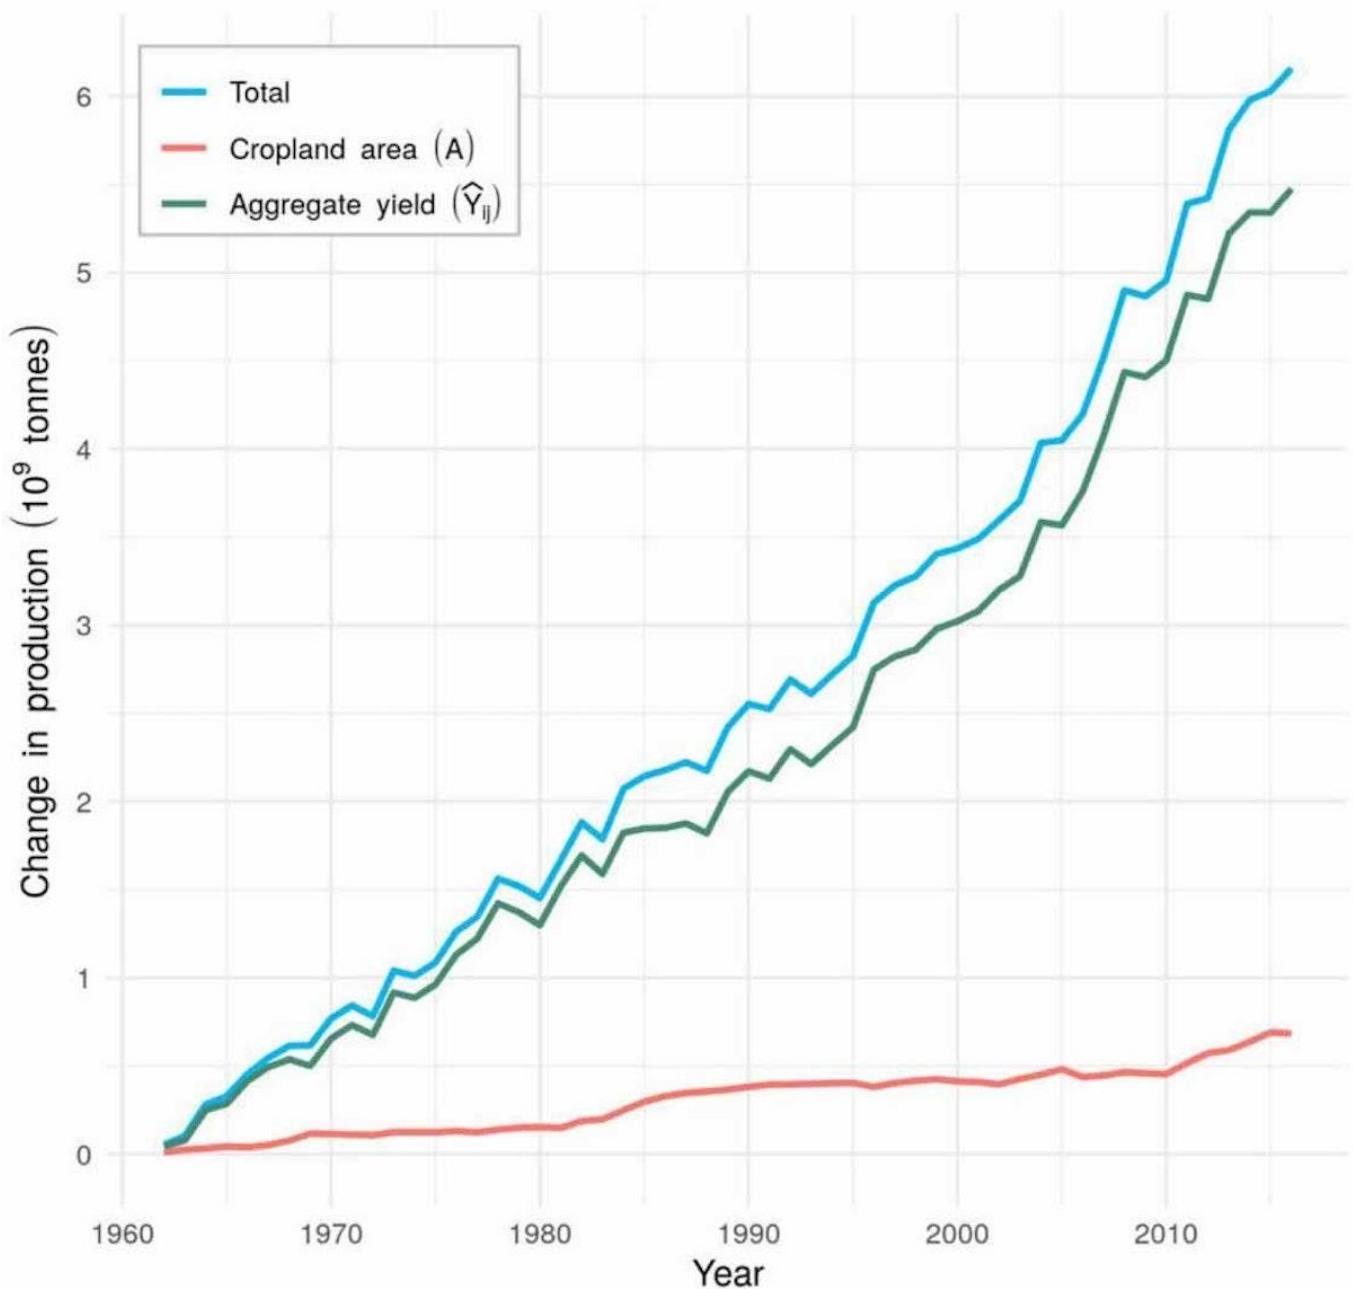 Total
Cropland area (A)
Aggregate yield (Ŷij)
6
5
4
3
2
1
0
Change in production (10⁹ tonnes)
1960 1970 1980 1990 2000 2010
Year